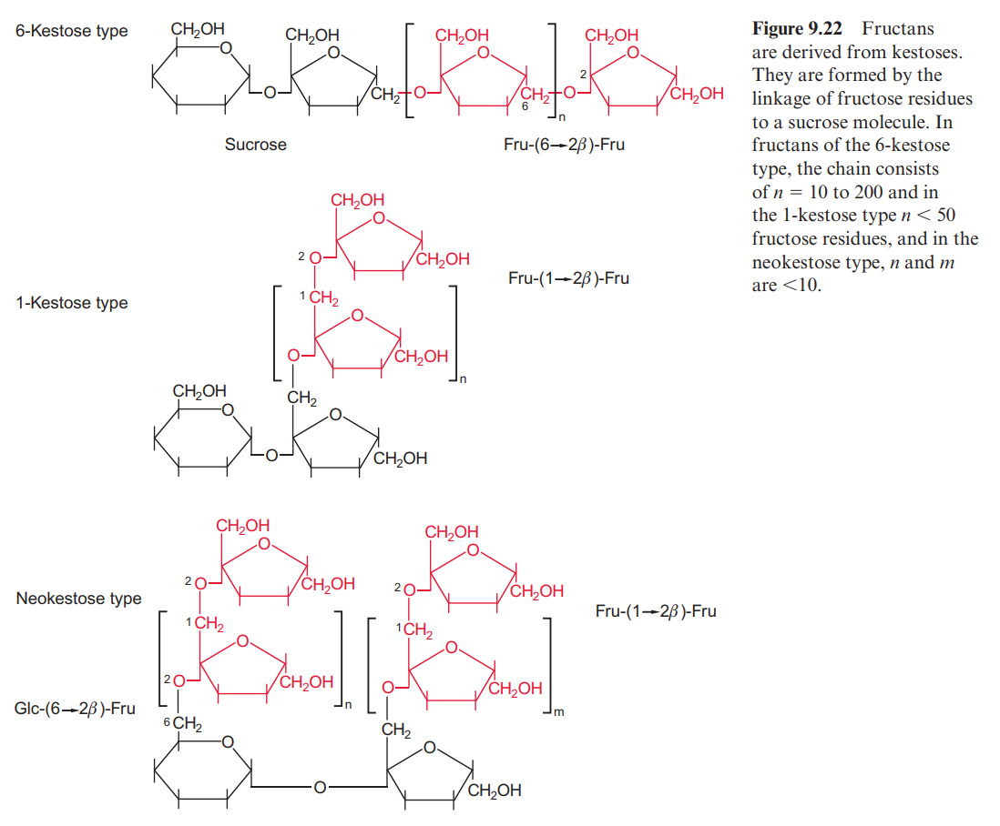 6-Kestose type
CH₂OH
O
O
CH₂OH
O
CH₂
O
CH₂OH
O
CH₂
6
n
O
2
CH₂OH
O
CH₂OH
Sucrose
Fru-(6→2β)-Fru
1-Kestose type
CH₂OH
O
2 O
CH₂OH
Fru-(1→2β)-Fru
1 CH₂
O
O
CH₂OH
n
CH₂OH
O
CH₂
O
O
CH₂OH
Neokestose type
CH₂OH
O
2 O
CH₂OH
1 CH₂
O
2 O
CH₂OH
n
CH₂OH
O
2 O
CH₂OH
Fru-(1→2β)-Fru
1 CH₂
O
O
CH₂OH
m
Glc-(6→2β)-Fru
6 CH₂
O
O
CH₂
O
CH₂OH
Figure 9.22 Fructans
are derived from kestoses.
They are formed by the
linkage of fructose residues
to a sucrose molecule. In
fructans of the 6-kestose
type, the chain consists
of n = 10 to 200 and in
the 1-kestose type n < 50
fructose residues, and in the
neokestose type, n and m
are <10.